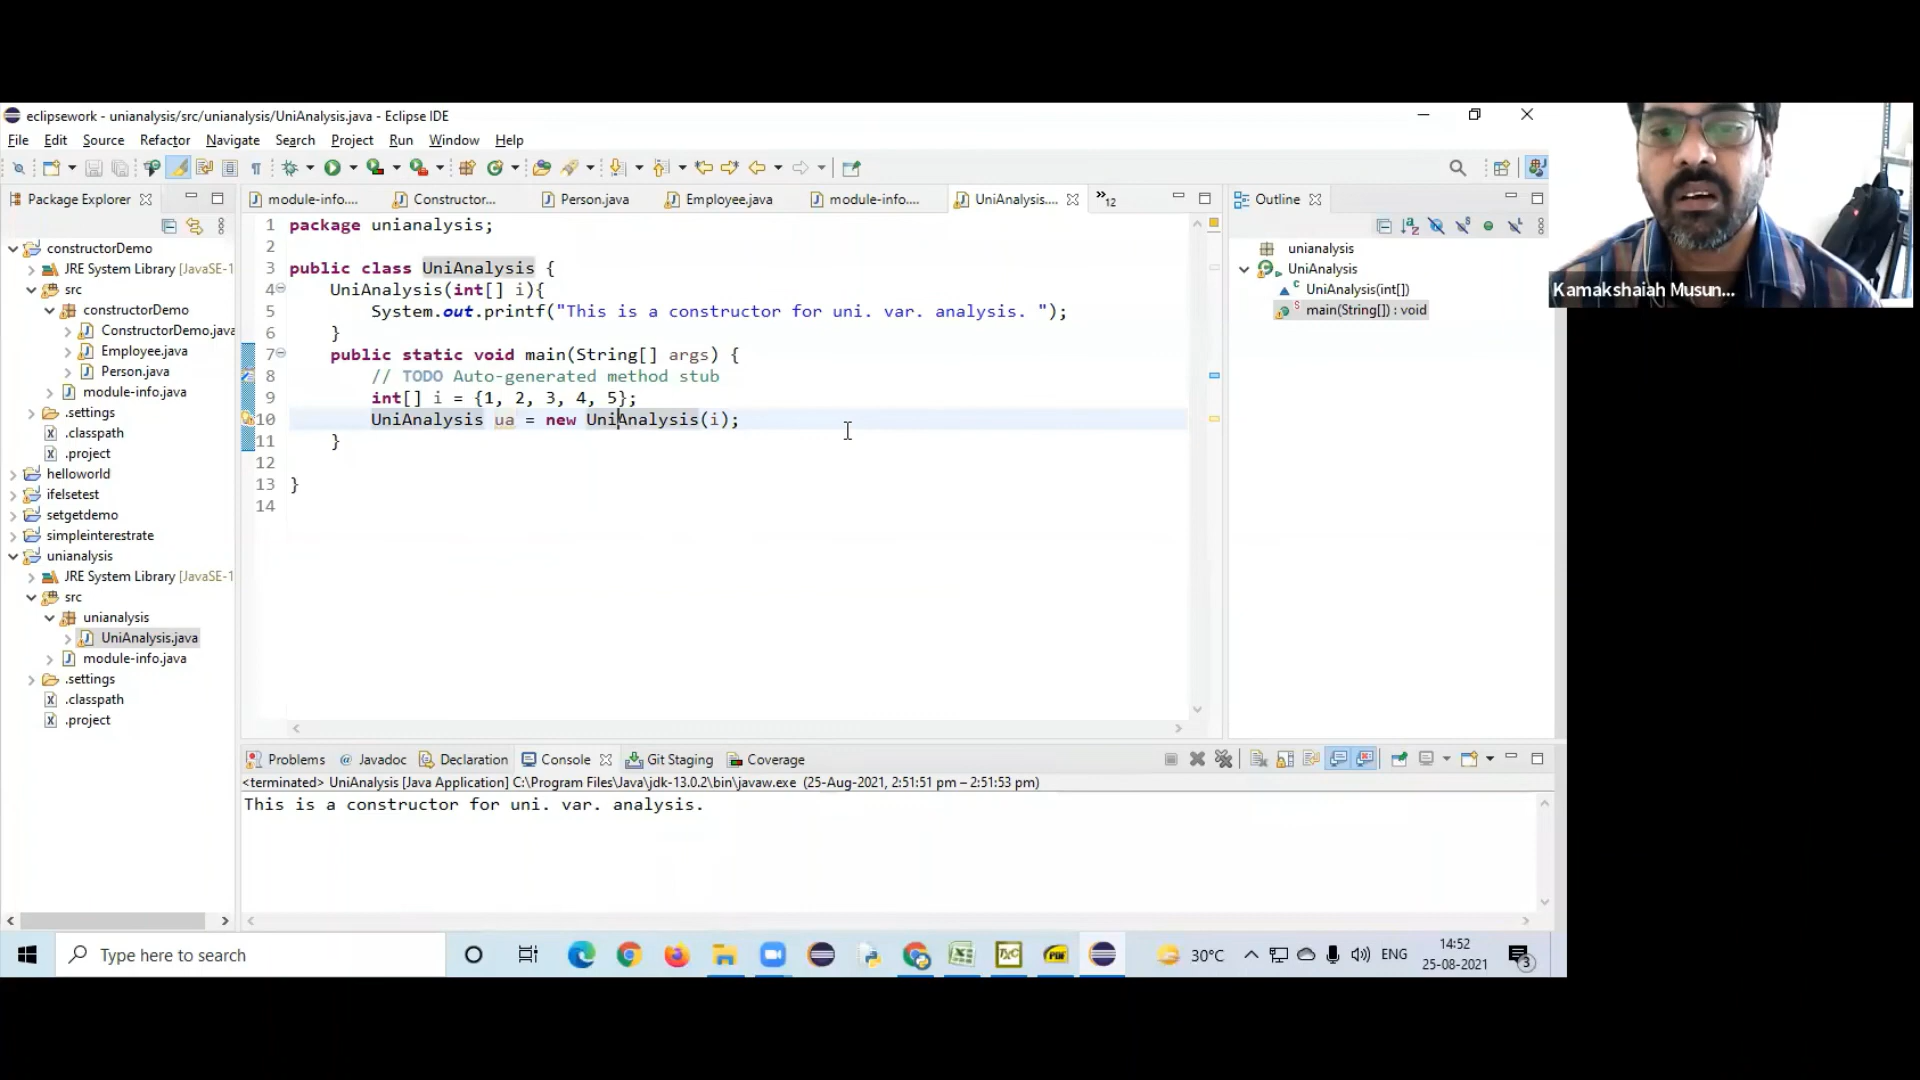 eclipsework - unianalysis/src/unianalysis/UniAnalysis.java - Eclipse IDE
File Edit Source Refactor Navigate Search Project Run Window Help
Package Explorer
module-info.... Constructor... Person.java Employee.java module-info.... UniAnalysis.... »12
Outline
constructorDemo
JRE System Library [JavaSE-1
src
constructorDemo
ConstructorDemo.java
Employee.java
Person.java
module-info.java
.settings
.classpath
.project
helloworld
ifelsetest
setgetdemo
simpleinterestrate
unianalysis
JRE System Library [JavaSE-1
src
unianalysis
UniAnalysis.java
module-info.java
.settings
.classpath
.project
1 package unianalysis;
2
3 public class UniAnalysis {
4 UniAnalysis(int[] i){
5 System.out.printf("This is a constructor for uni. var. analysis. ");
6 }
7 public static void main(String[] args) {
8 // TODO Auto-generated method stub
9 int[] i = {1, 2, 3, 4, 5};
10 UniAnalysis ua = new UniAnalysis(i);
11 }
12
13 }
14
unianalysis
UniAnalysis
UniAnalysis(int[])
main(String[]) : void
Kamakshaiah Musun...
Problems @ Javadoc Declaration Console Git Staging Coverage
<terminated> UniAnalysis [Java Application] C:\Program Files\Java\jdk-13.0.2\bin\javaw.exe (25-Aug-2021, 2:51:51 pm – 2:51:53 pm)
This is a constructor for uni. var. analysis.
Type here to search
30°C
ENG
14:52
25-08-2021
3